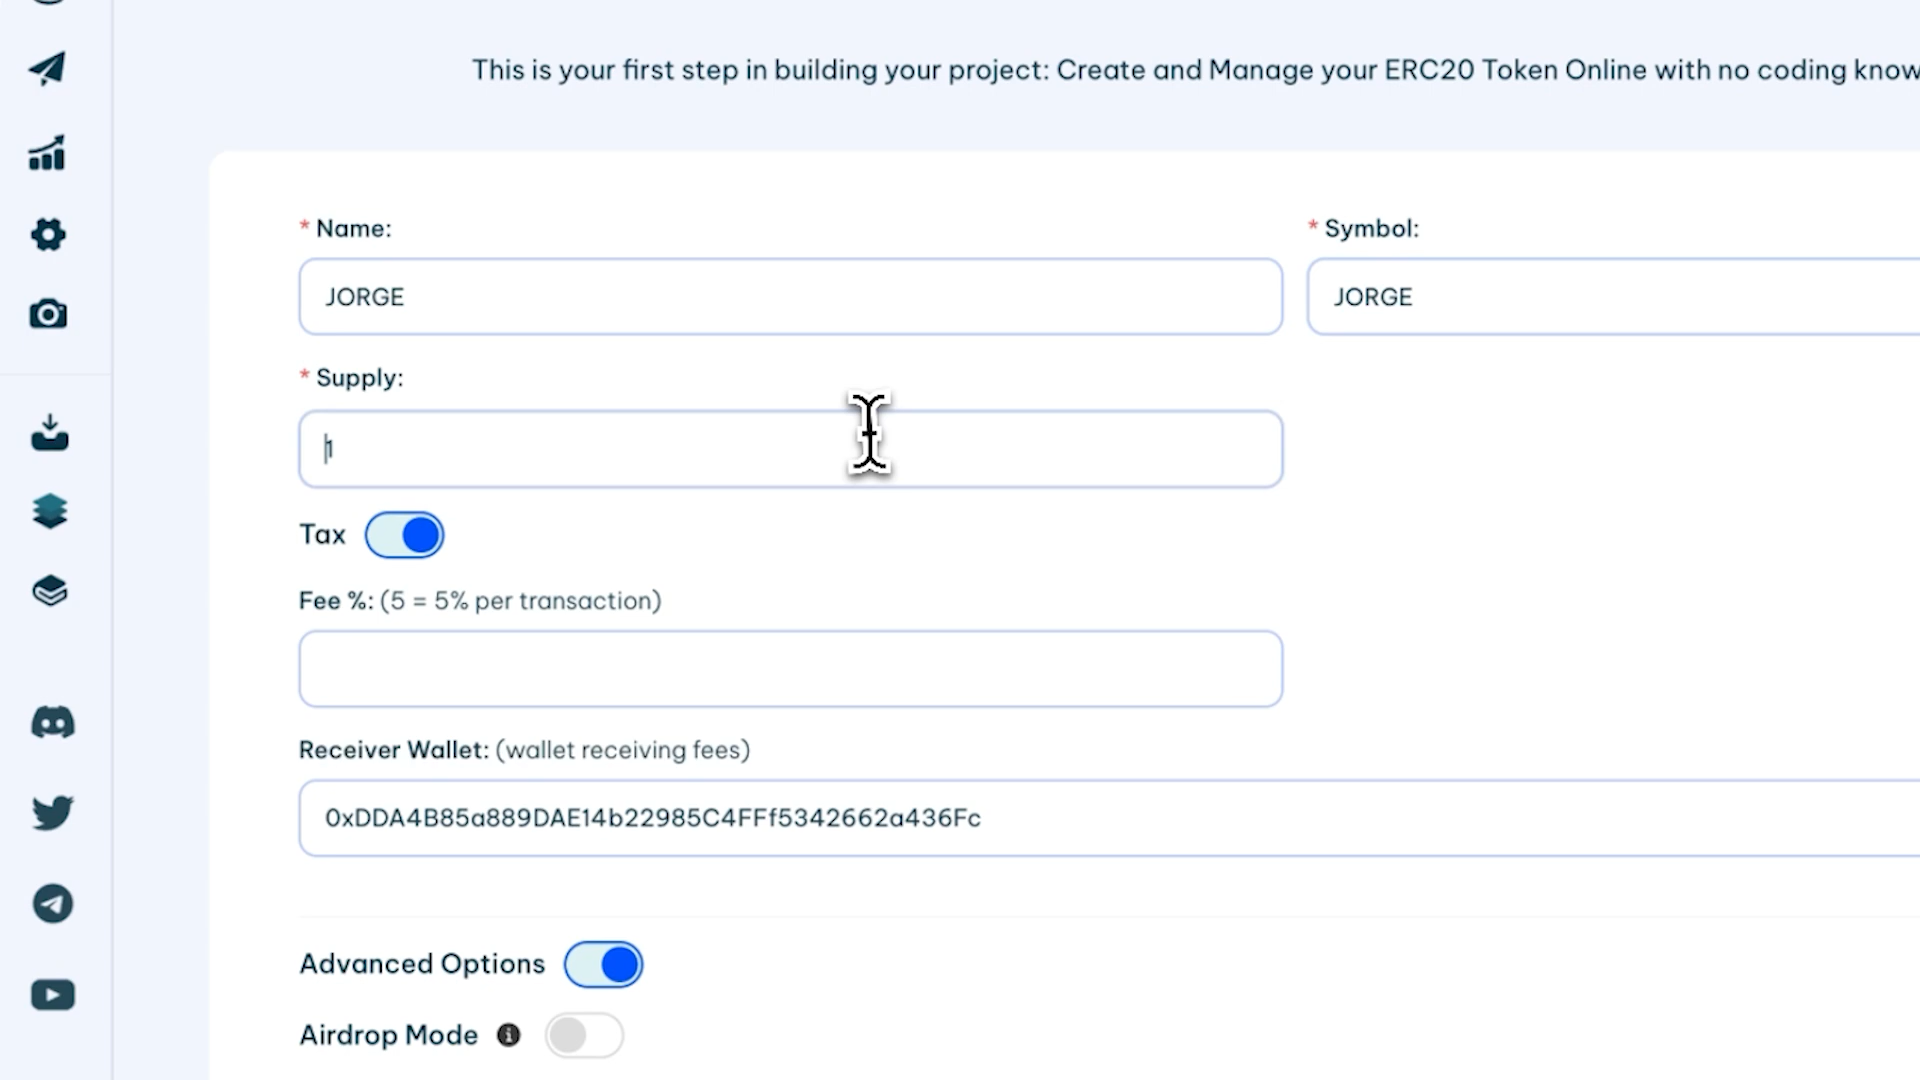 This is your first step in building your project: Create and Manage your ERC20 Token Online with no coding know
* Name:
* Symbol:
JORGE
JORGE
* Supply:
1
Tax
Fee %: (5 = 5% per transaction)
Receiver Wallet: (wallet receiving fees)
0xDDA4B85a889DAE14b22985C4FFf5342662a436Fc
Advanced Options
Airdrop Mode